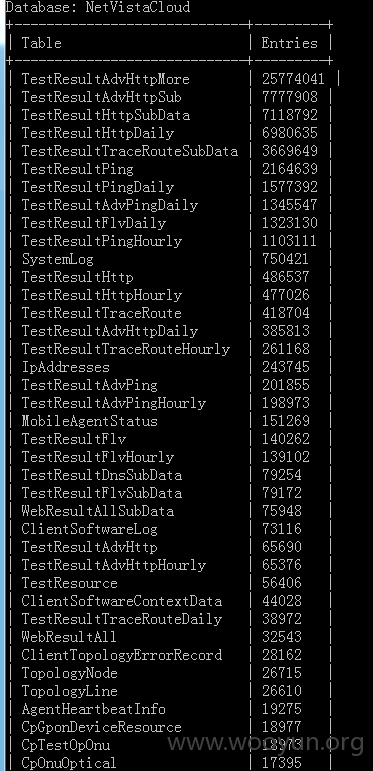 Database: NetVistaCloud
+--------------------------+----------+
| Table | Entries |
+--------------------------+----------+
| TestResultAdvHttpMore | 25774041 |
| TestResultAdvHttpSub | 7777908 |
| TestResultHttpSubData | 7118792 |
| TestResultHttpDaily | 6980635 |
| TestResultTraceRouteSubData | 3669649 |
| TestResultPing | 2164639 |
| TestResultPingDaily | 1577392 |
| TestResultAdvPingDaily | 1345547 |
| TestResultFlvDaily | 1323130 |
| TestResultPingHourly | 1103111 |
| SystemLog | 750421 |
| TestResultHttp | 486537 |
| TestResultHttpHourly | 477026 |
| TestResultTraceRoute | 418704 |
| TestResultAdvHttpDaily | 385813 |
| TestResultTraceRouteHourly | 261168 |
| IpAddresses | 243745 |
| TestResultAdvPing | 201855 |
| TestResultAdvPingHourly | 198973 |
| MobileAgentStatus | 151269 |
| TestResultFlv | 140262 |
| TestResultFlvHourly | 139102 |
| TestResultDnsSubData | 79254 |
| TestResultFlvSubData | 79172 |
| WebResultAllSubData | 75948 |
| ClientSoftwareLog | 73116 |
| TestResultAdvHttp | 65690 |
| TestResultAdvHttpHourly | 65376 |
| TestResource | 56406 |
| ClientSoftwareContextData | 44028 |
| TestResultTraceRouteDaily | 38972 |
| WebResultAll | 32543 |
| ClientTopologyErrorRecord | 28162 |
| TopologyNode | 26715 |
| TopologyLine | 26610 |
| AgentHeartbeatInfo | 19275 |
| CpGponDeviceResource | 18977 |
| CpTestOpOnu | 18973 |
| CpOnuOptical | 17395 |
www.wooyun.org